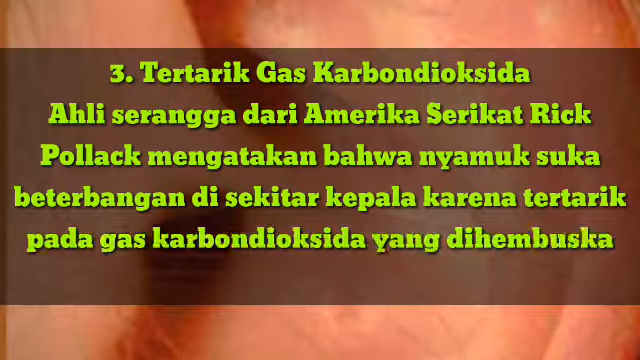 3. Tertarik Gas Karbondioksida
Ahli serangga dari Amerika Serikat Rick
Pollack mengatakan bahwa nyamuk suka
beterbangan di sekitar kepala karena tertarik
pada gas karbondioksida yang dihembuska